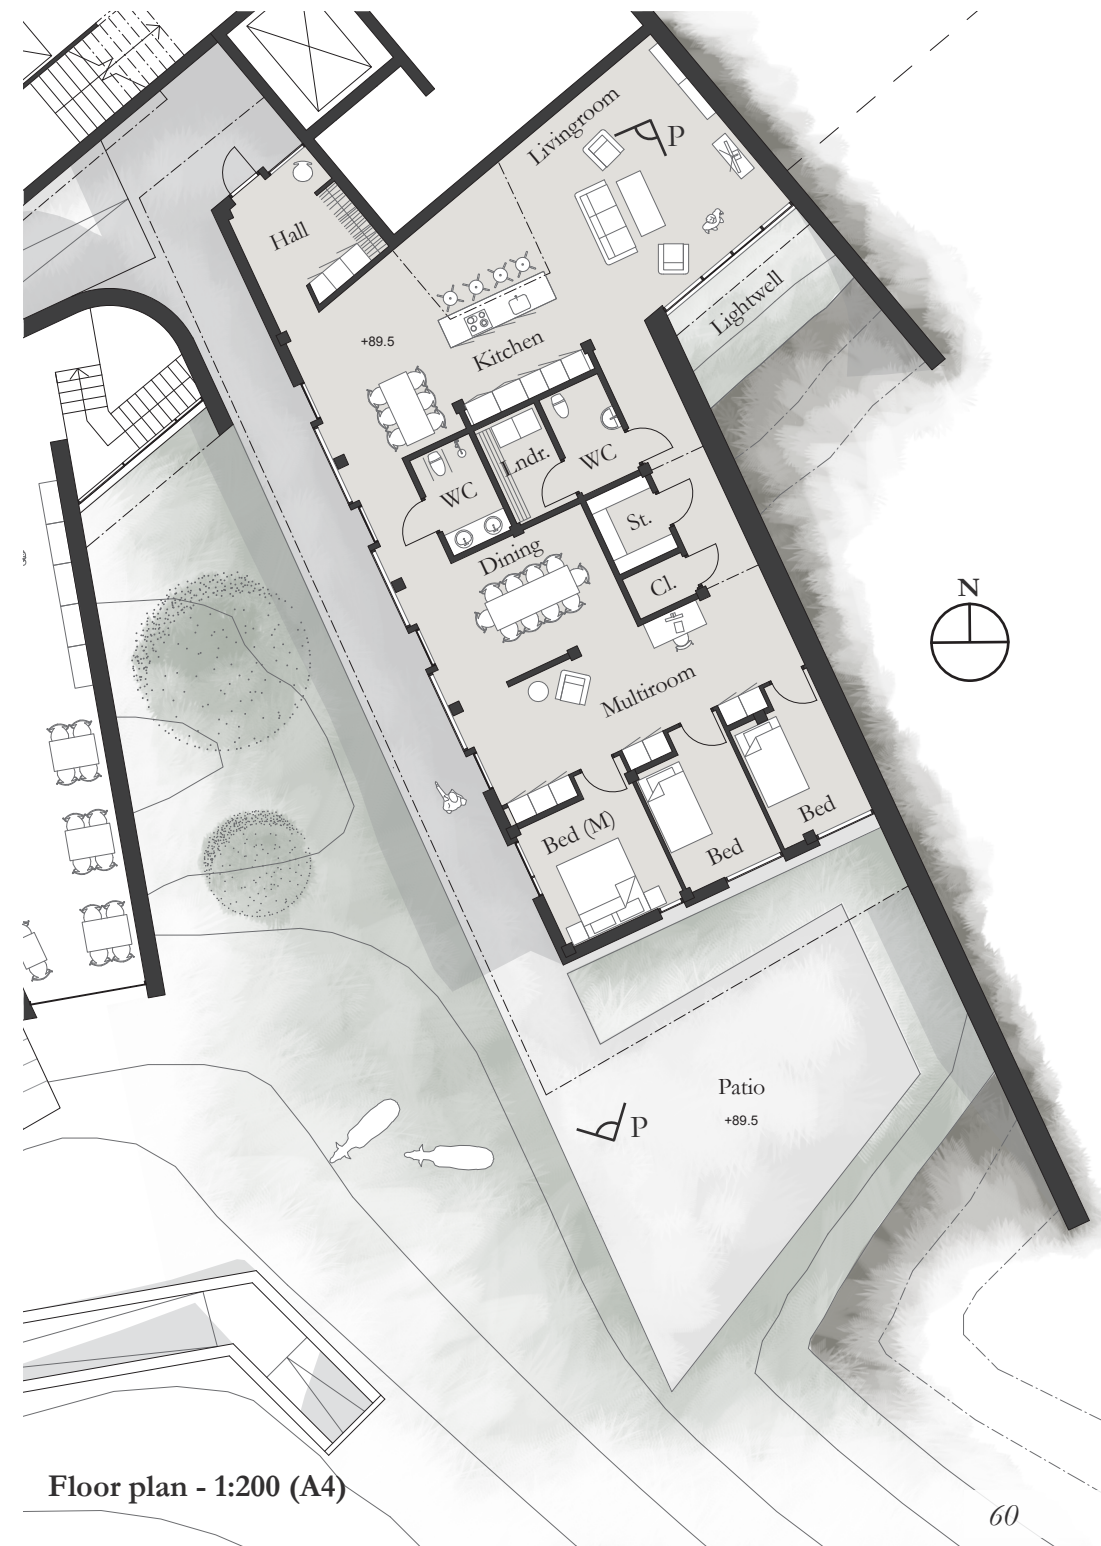 Livingroom
P
Hall
Lightwell
+89.5
Kitchen
WC
Lndr.
WC
St.
Dining
Cl.
N
Multiroom
Bed (M)
Bed
Bed
Patio
+89.5
P
Floor plan - 1:200 (A4)
60